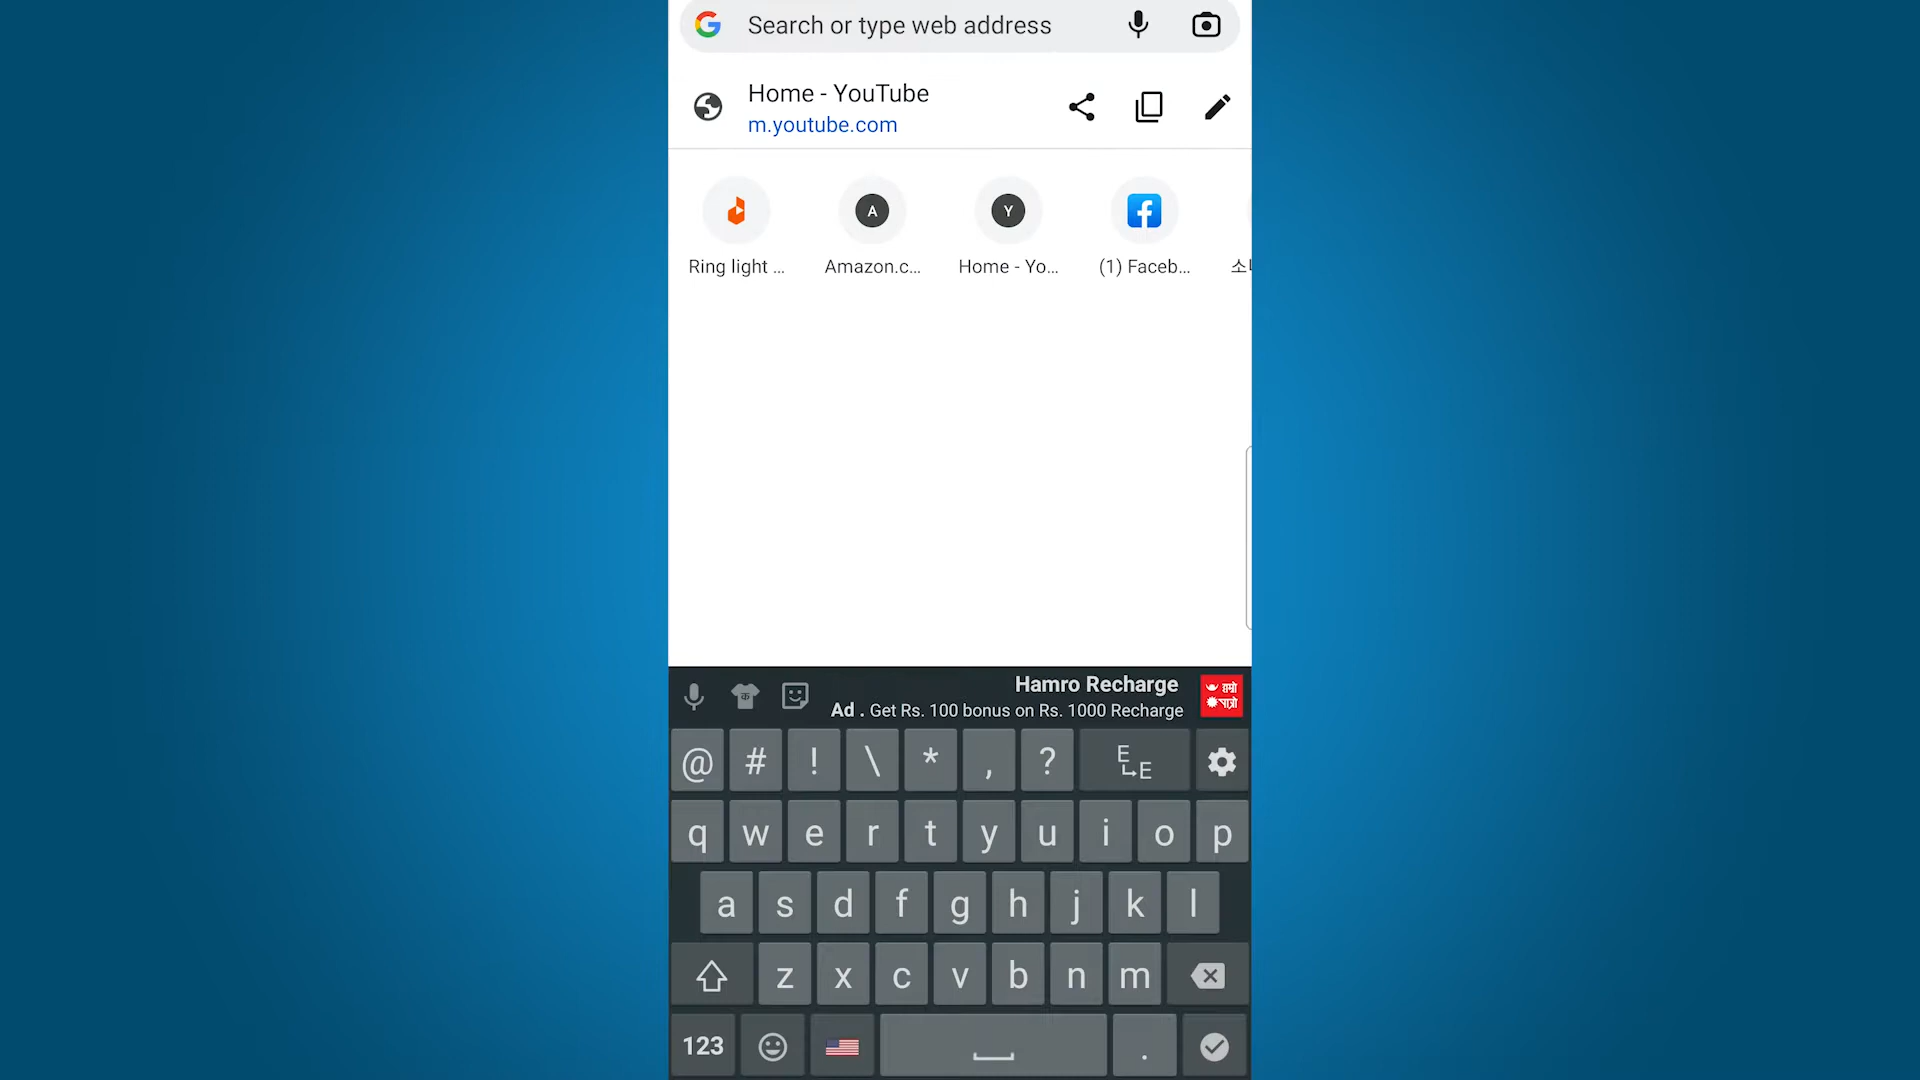 Search or type web address
Home - YouTube
m.youtube.com
A
Y
Ring light ...
Amazon.c...
Home - Yo...
(1) Faceb...
Hamro Recharge
Ad . Get Rs. 100 bonus on Rs. 1000 Recharge
हाम्रो
पात्रो
@ # ! \ * , ? E E
q w e r t y u i o p
a s d f g h j k l
z x c v b n m
123 .